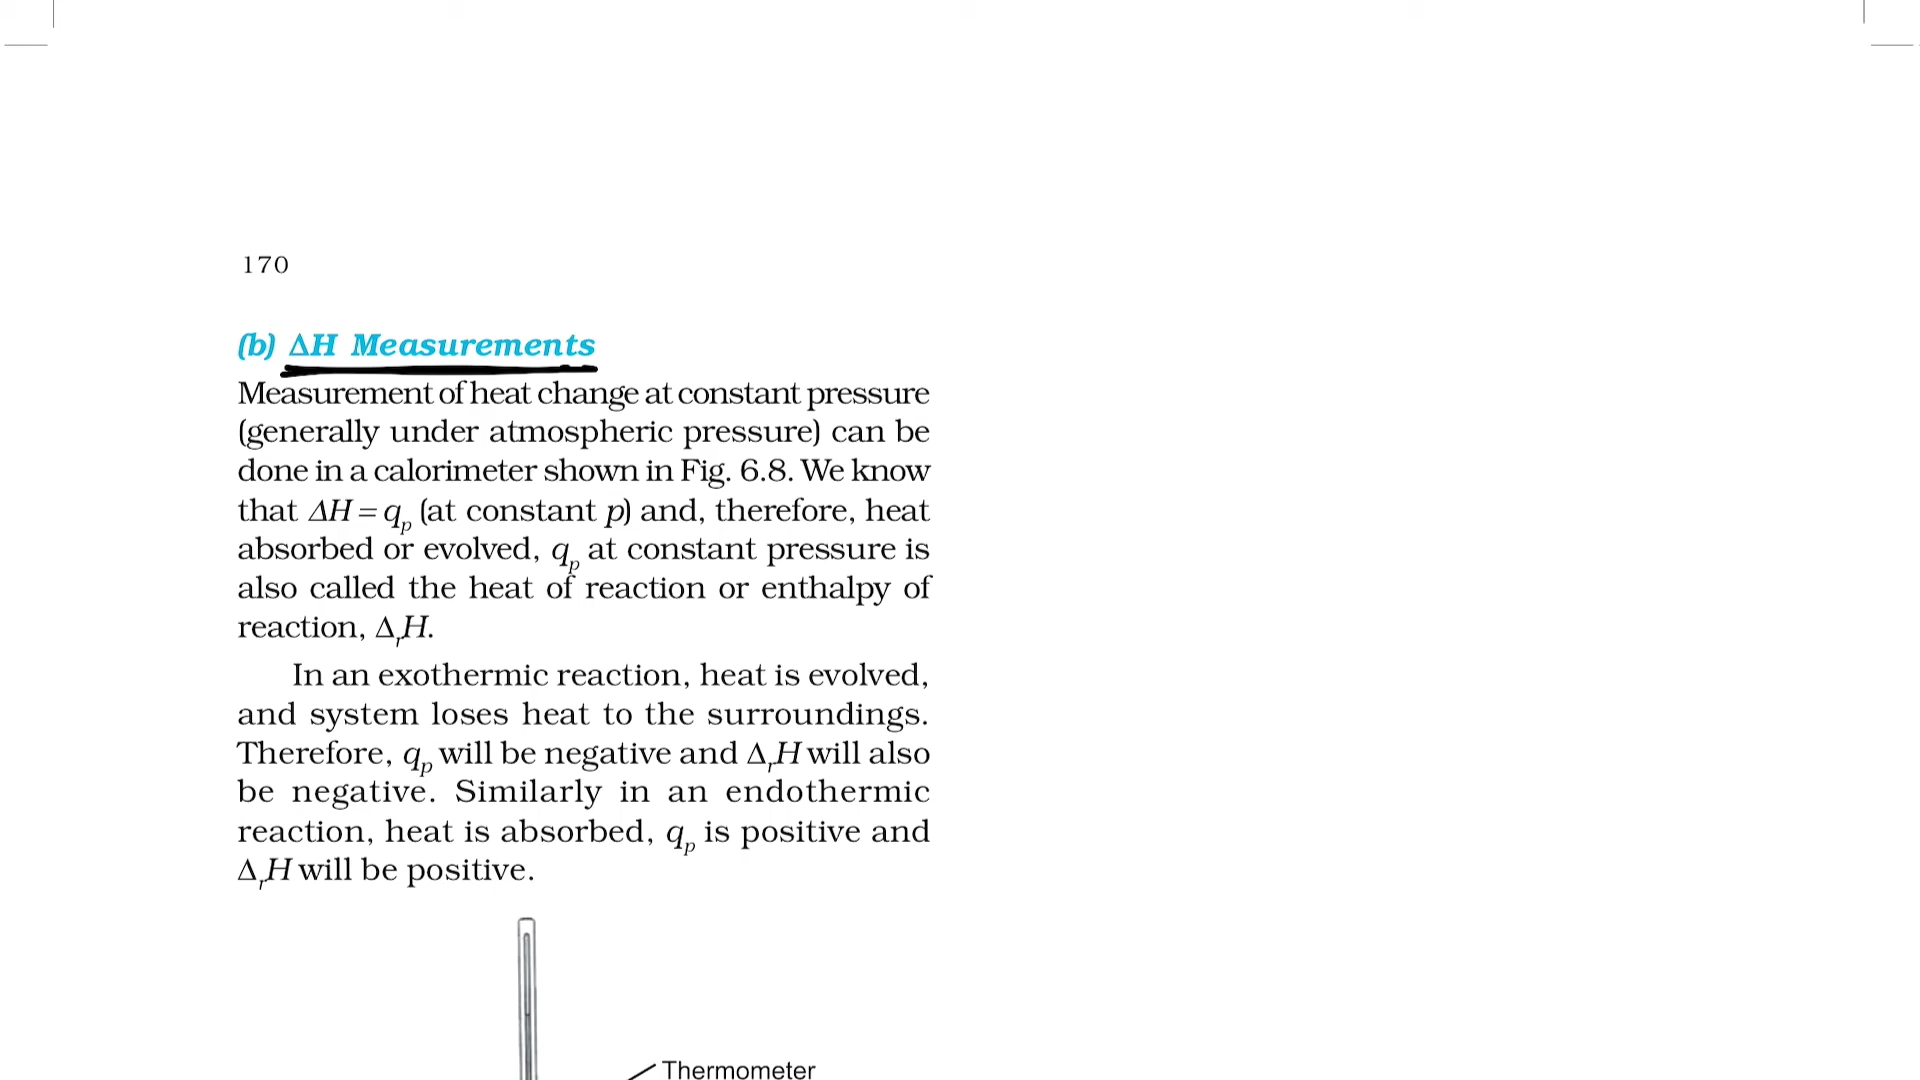 170
(b) ΔH Measurements
Measurement of heat change at constant pressure
(generally under atmospheric pressure) can be
done in a calorimeter shown in Fig. 6.8. We know
that ΔH = qp (at constant p) and, therefore, heat
absorbed or evolved, qp at constant pressure is
also called the heat of reaction or enthalpy of
reaction, ΔrH.
In an exothermic reaction, heat is evolved,
and system loses heat to the surroundings.
Therefore, qp will be negative and ΔrH will also
be negative. Similarly in an endothermic
reaction, heat is absorbed, qp is positive and
ΔrH will be positive.
Thermometer